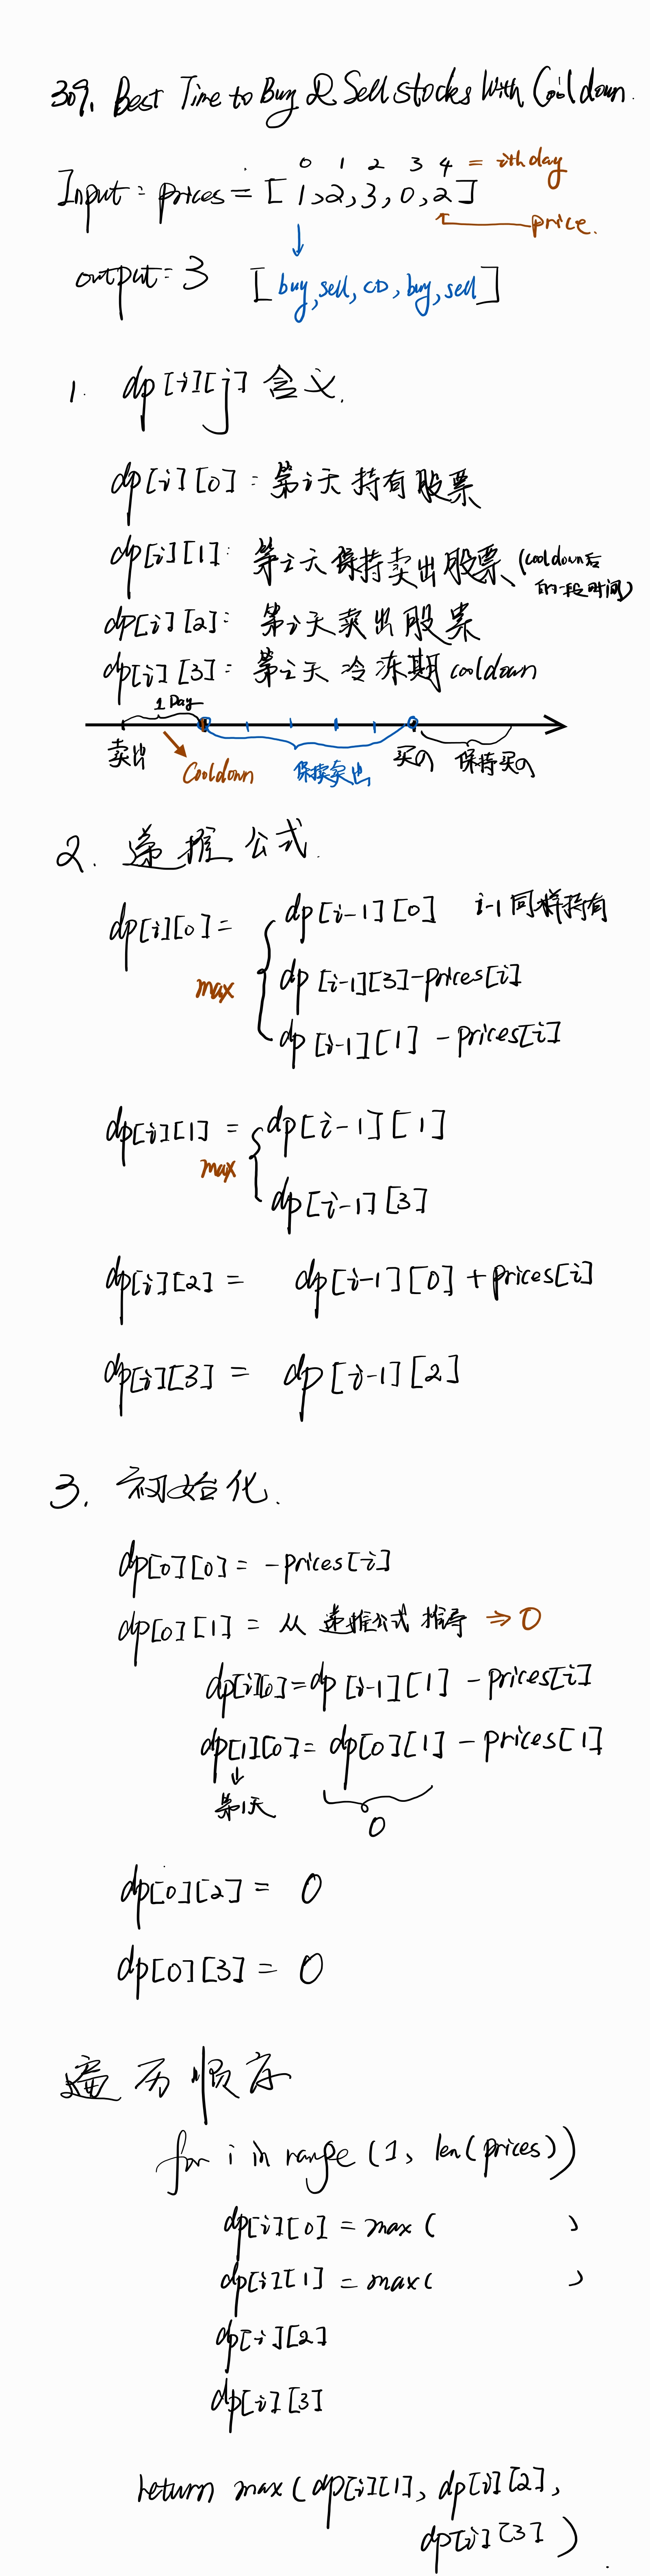 309. Best Time to Buy & Sell stocks With Cooldown.
0 1 2 3 4 = ith day
Input: prices = [1,2,3,0,2]
price.
output: 3 [buy, sell, CD, buy, sell]
1. dp[i][j] 含义.
dp[i][0]: 第i天持有股票
dp[i][1]: 第i天保持卖出股票 (cooldown后的一段时间)
dp[i][2]: 第i天卖出股票
dp[i][3]: 第i天冷冻期 cooldown
1 Day
卖出 Cooldown 保持卖出 买入 保持买入
2. 递推公式.
dp[i][0] = max { dp[i-1][0] i-1同样持有
dp[i-1][3]-prices[i]
dp[i-1][1] - prices[i]
dp[i][1] = max { dp[i-1][1]
dp[i-1][3]
dp[i][2] = dp[i-1][0] + prices[i]
dp[i][3] = dp[i-1][2]
3. 初始化.
dp[0][0] = -prices[i]
dp[0][1] = 从递推公式推导 ⇒ 0
dp[i][0] = dp[i-1][1] - prices[i]
dp[1][0] = dp[0][1] - prices[1]
第1天 0
dp[0][2] = 0
dp[0][3] = 0
遍历顺序
for i in range (1, len(prices))
dp[i][0] = max ( )
dp[i][1] = max ( )
dp[i][2]
dp[i][3]
return max (dp[i][1], dp[i][2],
dp[i][3])